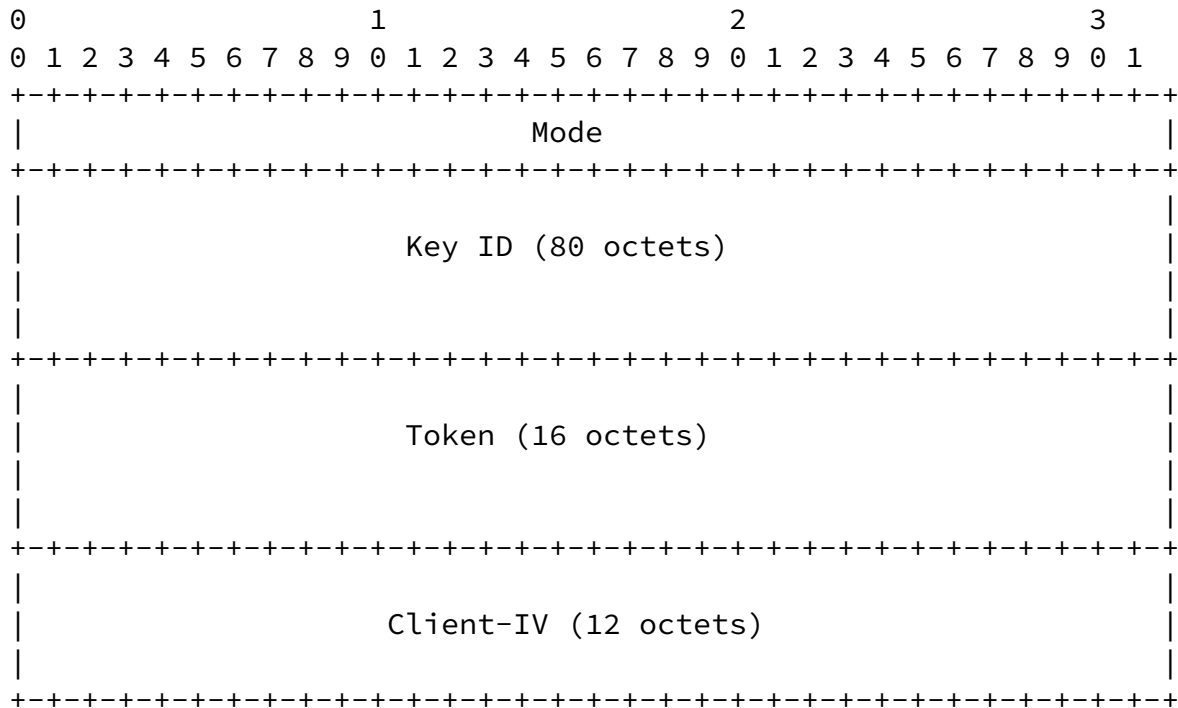 0                   1                   2                   3
0 1 2 3 4 5 6 7 8 9 0 1 2 3 4 5 6 7 8 9 0 1 2 3 4 5 6 7 8 9 0 1
+-+-+-+-+-+-+-+-+-+-+-+-+-+-+-+-+-+-+-+-+-+-+-+-+-+-+-+-+-+-+-+-+
|                            Mode                               |
+-+-+-+-+-+-+-+-+-+-+-+-+-+-+-+-+-+-+-+-+-+-+-+-+-+-+-+-+-+-+-+-+
|                                                               |
|                     Key ID (80 octets)                        |
|                                                               |
|                                                               |
+-+-+-+-+-+-+-+-+-+-+-+-+-+-+-+-+-+-+-+-+-+-+-+-+-+-+-+-+-+-+-+-+
|                                                               |
|                     Token (16 octets)                         |
|                                                               |
|                                                               |
+-+-+-+-+-+-+-+-+-+-+-+-+-+-+-+-+-+-+-+-+-+-+-+-+-+-+-+-+-+-+-+-+
|                                                               |
|                    Client-IV (12 octets)                      |
|                                                               |
+-+-+-+-+-+-+-+-+-+-+-+-+-+-+-+-+-+-+-+-+-+-+-+-+-+-+-+-+-+-+-+-+